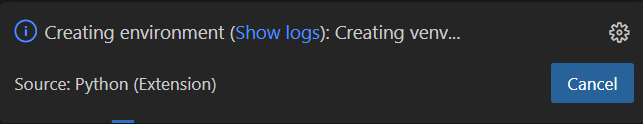 Creating environment (Show logs): Creating venv...
Source: Python (Extension)
Cancel